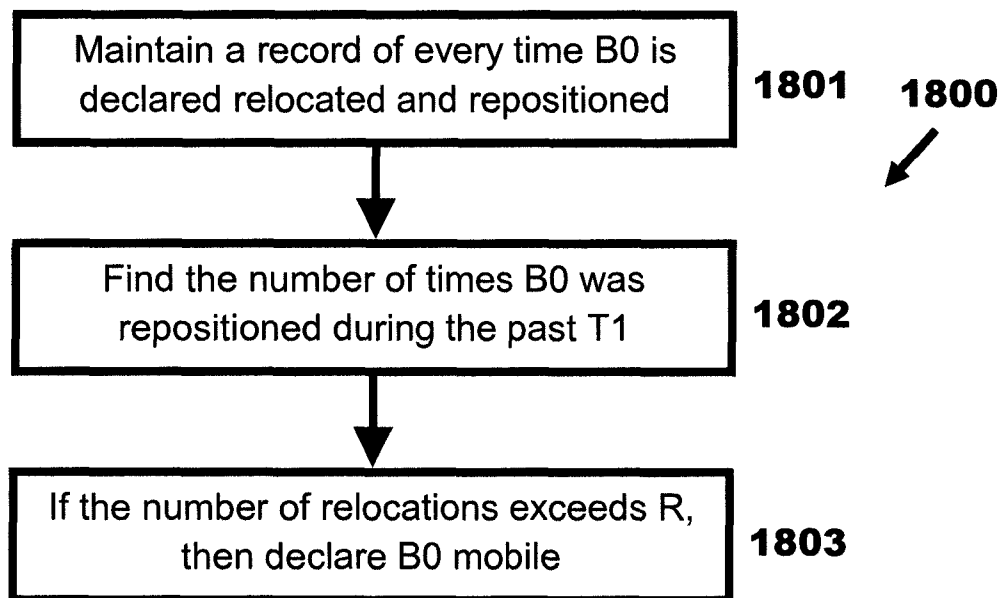 Maintain a record of every time B0 is
declared relocated and repositioned
1801
1800
Find the number of times B0 was
repositioned during the past T1
1802
If the number of relocations exceeds R,
then declare B0 mobile
1803